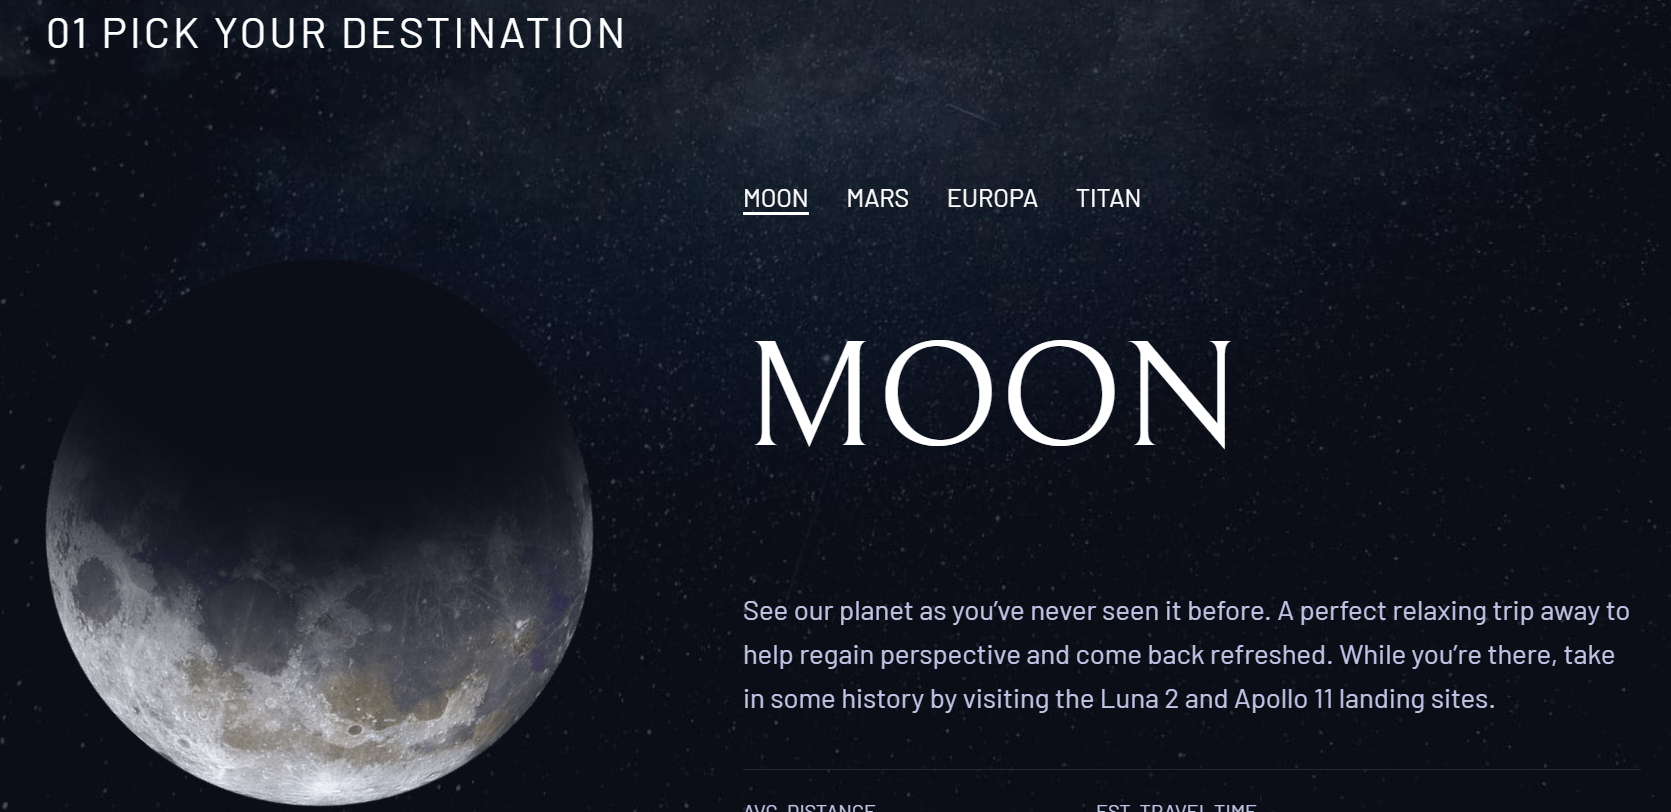 01 PICK YOUR DESTINATION
MOON MARS EUROPA TITAN
MOON
See our planet as you’ve never seen it before. A perfect relaxing trip away to
help regain perspective and come back refreshed. While you’re there, take
in some history by visiting the Luna 2 and Apollo 11 landing sites.
AVG. DISTANCE EST. TRAVEL TIME